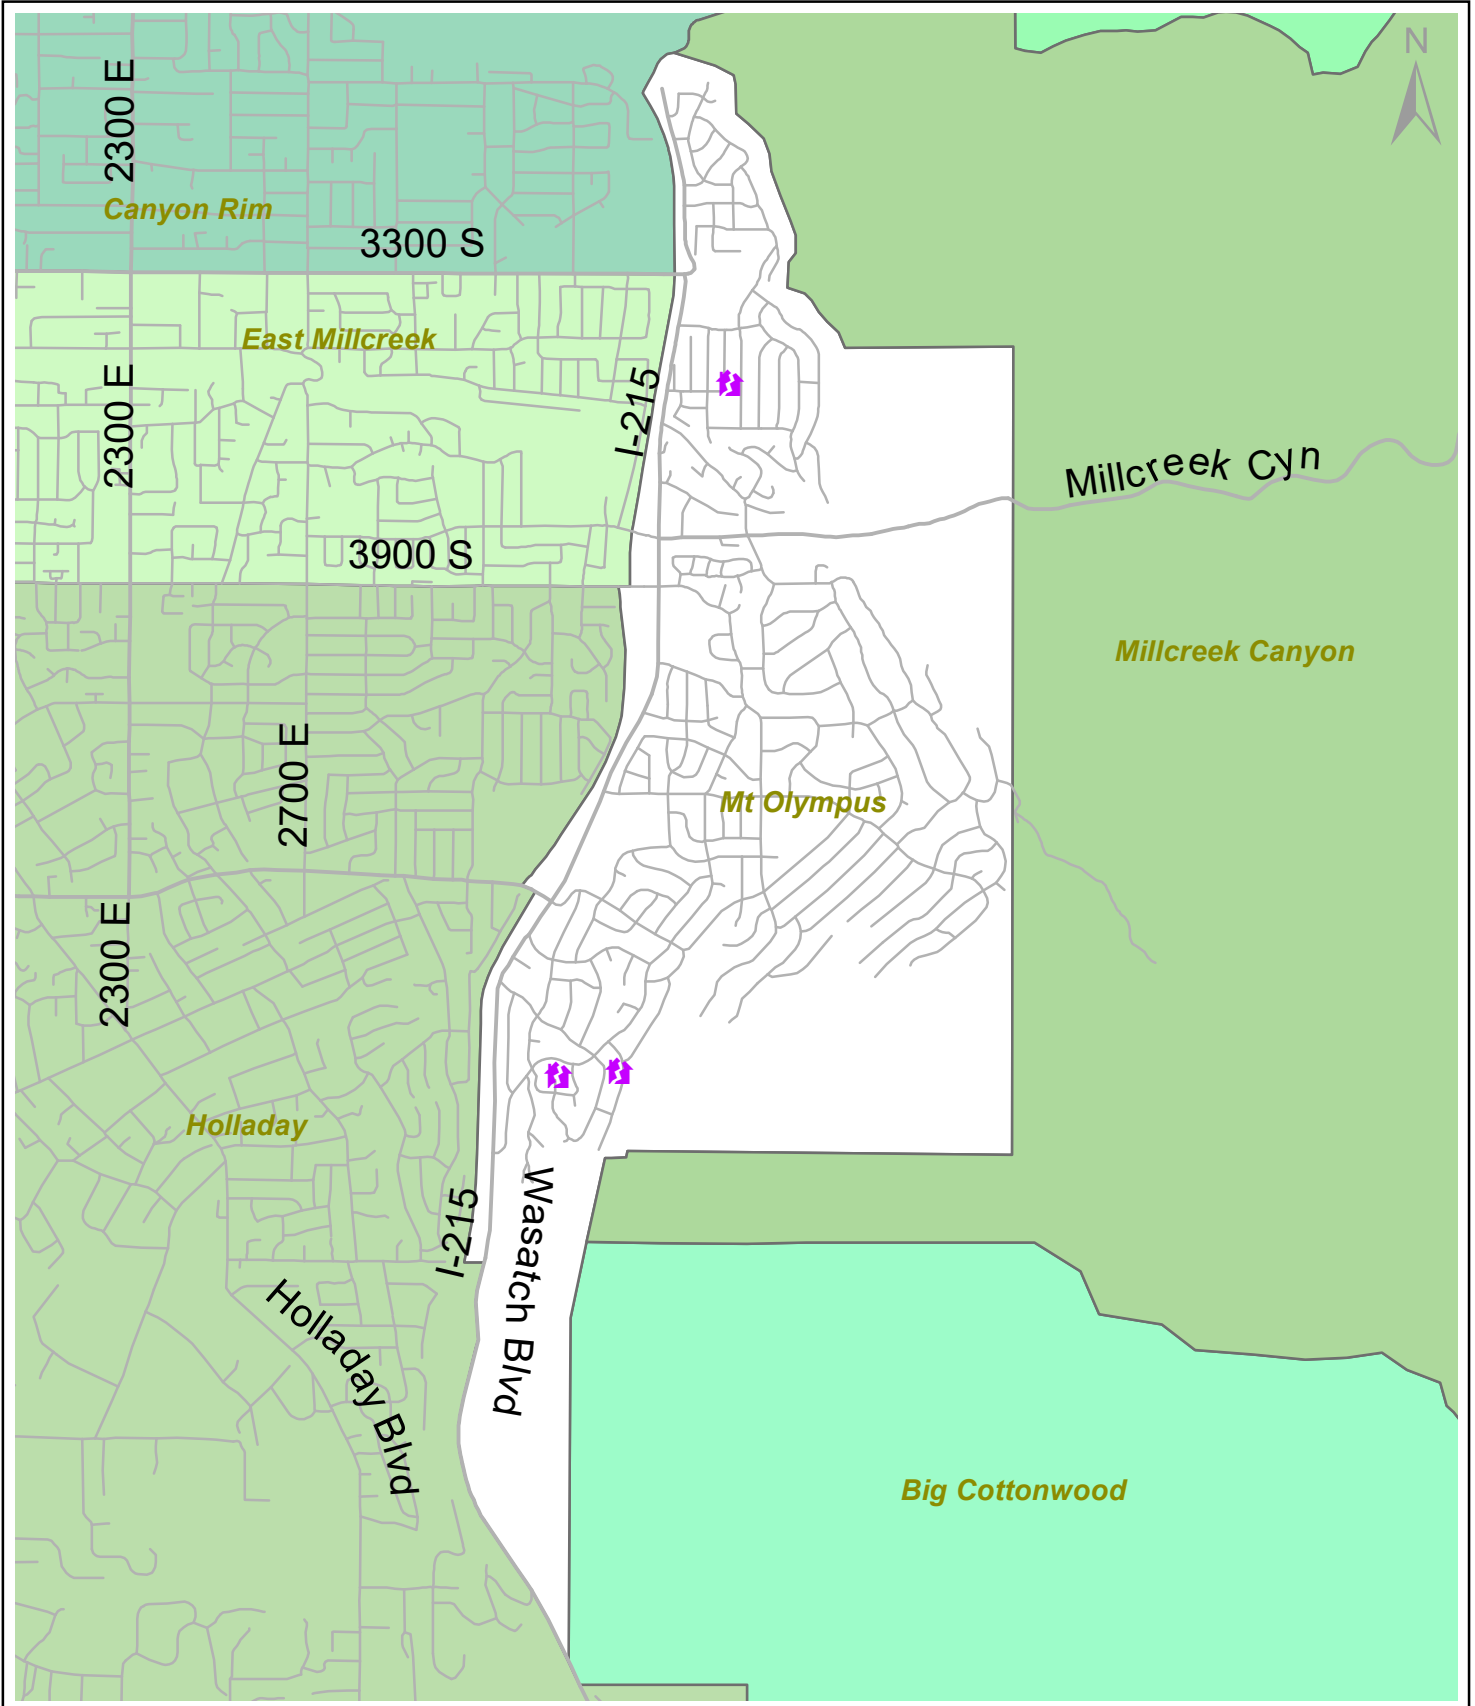 N
2300 E
Canyon Rim
3300 S
East Millcreek
2300 E
I-215
Millcreek Cyn
3900 S
Millcreek Canyon
2700 E
Mt Olympus
2300 E
Holladay
I-215
Wasatch Blvd
Holladay Blvd
Big Cottonwood